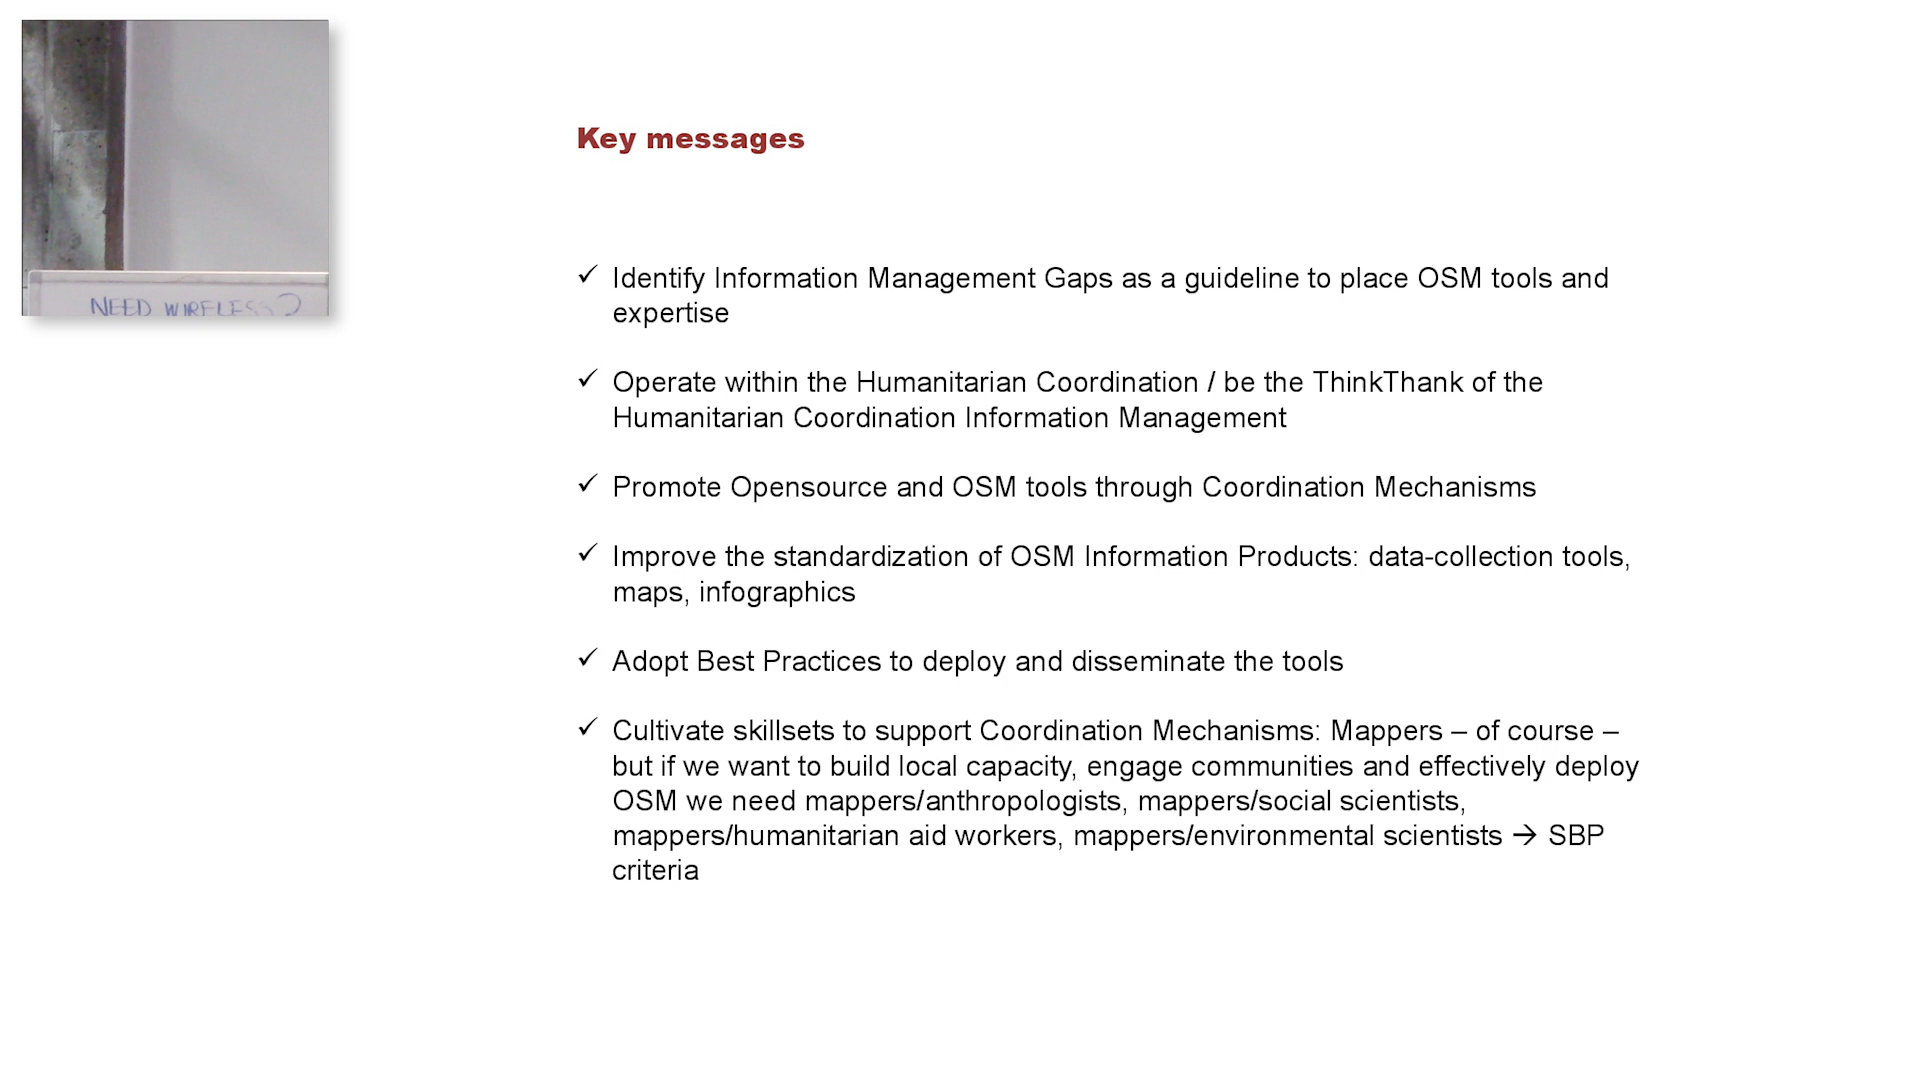 NEED WIRELESS?
Key messages
✓ Identify Information Management Gaps as a guideline to place OSM tools and
expertise
✓ Operate within the Humanitarian Coordination / be the ThinkThank of the
Humanitarian Coordination Information Management
✓ Promote Opensource and OSM tools through Coordination Mechanisms
✓ Improve the standardization of OSM Information Products: data-collection tools,
maps, infographics
✓ Adopt Best Practices to deploy and disseminate the tools
✓ Cultivate skillsets to support Coordination Mechanisms: Mappers – of course –
but if we want to build local capacity, engage communities and effectively deploy
OSM we need mappers/anthropologists, mappers/social scientists,
mappers/humanitarian aid workers, mappers/environmental scientists → SBP
criteria